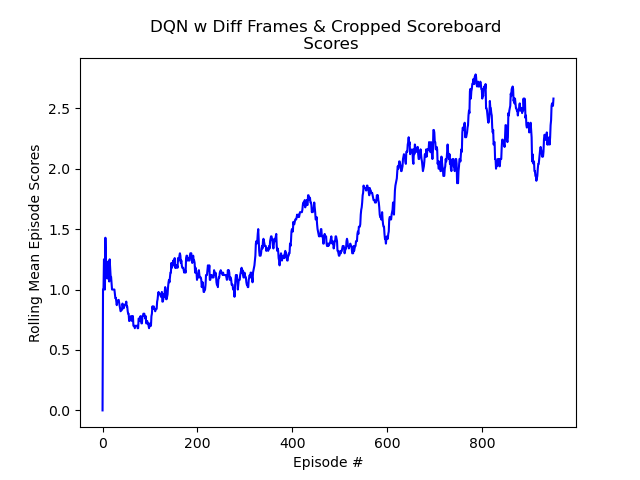 DQN w Diff Frames & Cropped Scoreboard
Scores
Rolling Mean Episode Scores
2.5
2.0
1.5
1.0
0.5
0.0
0
200
400
600
800
Episode #